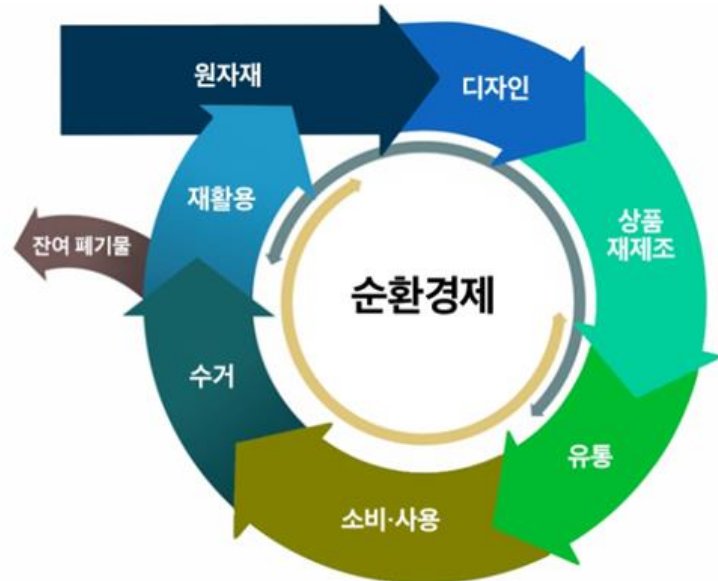 원자재
디자인
상품
재제조
유통
소비·사용
수거
재활용
잔여 폐기물
순환경제